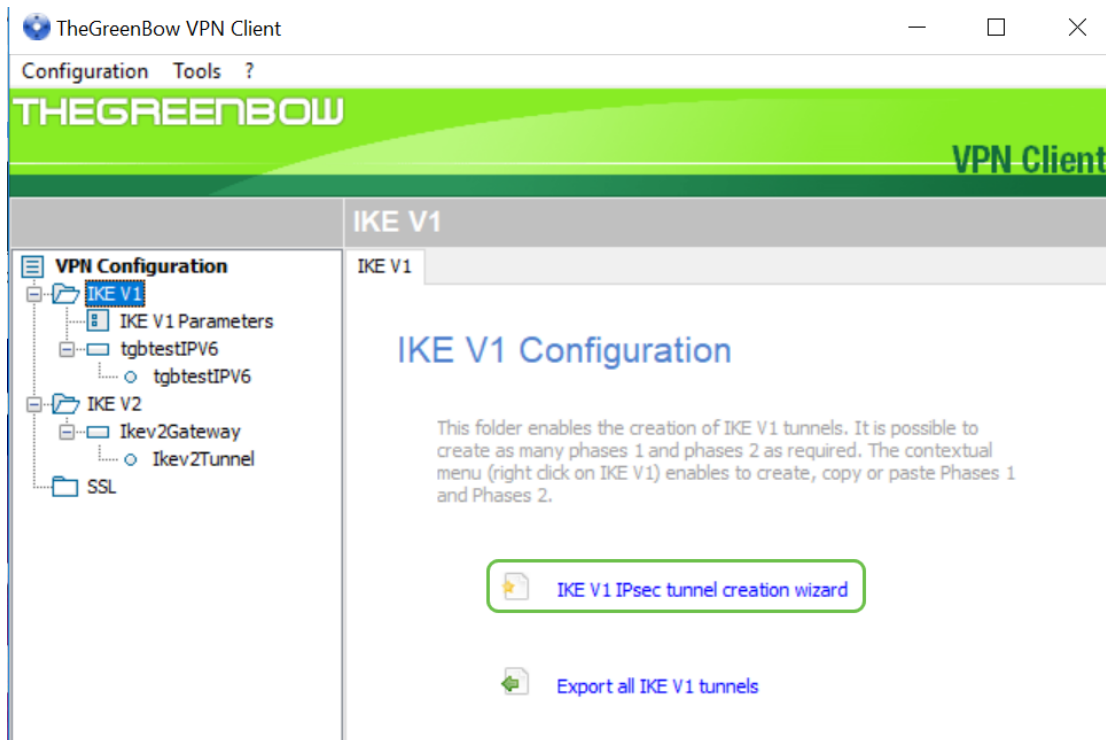 TheGreenBow VPN Client
Configuration Tools ?
THEGREENBOW
VPN Client
IKE V1
VPN Configuration
IKE V1
IKE V1 Parameters
tgbtestIPV6
tgbtestIPV6
IKE V2
Ikev2Gateway
Ikev2Tunnel
SSL
IKE V1
IKE V1 Configuration
This folder enables the creation of IKE V1 tunnels. It is possible to
create as many phases 1 and phases 2 as required. The contextual
menu (right click on IKE V1) enables to create, copy or paste Phases 1
and Phases 2.
IKE V1 IPsec tunnel creation wizard
Export all IKE V1 tunnels